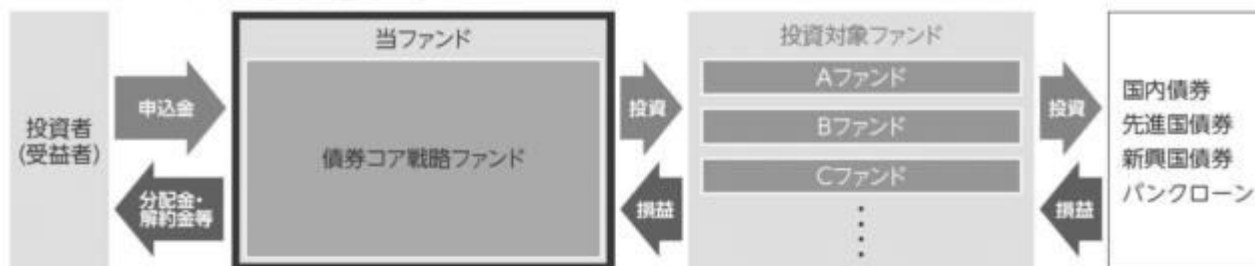 投資者
(受益者)
申込金
分配金・
解約金等
当ファンド
債券コア戦略ファンド
投資
損益
投資対象ファンド
Aファンド
Bファンド
Cファンド
投資
損益
国内債券
先進国債券
新興国債券
バンクローン